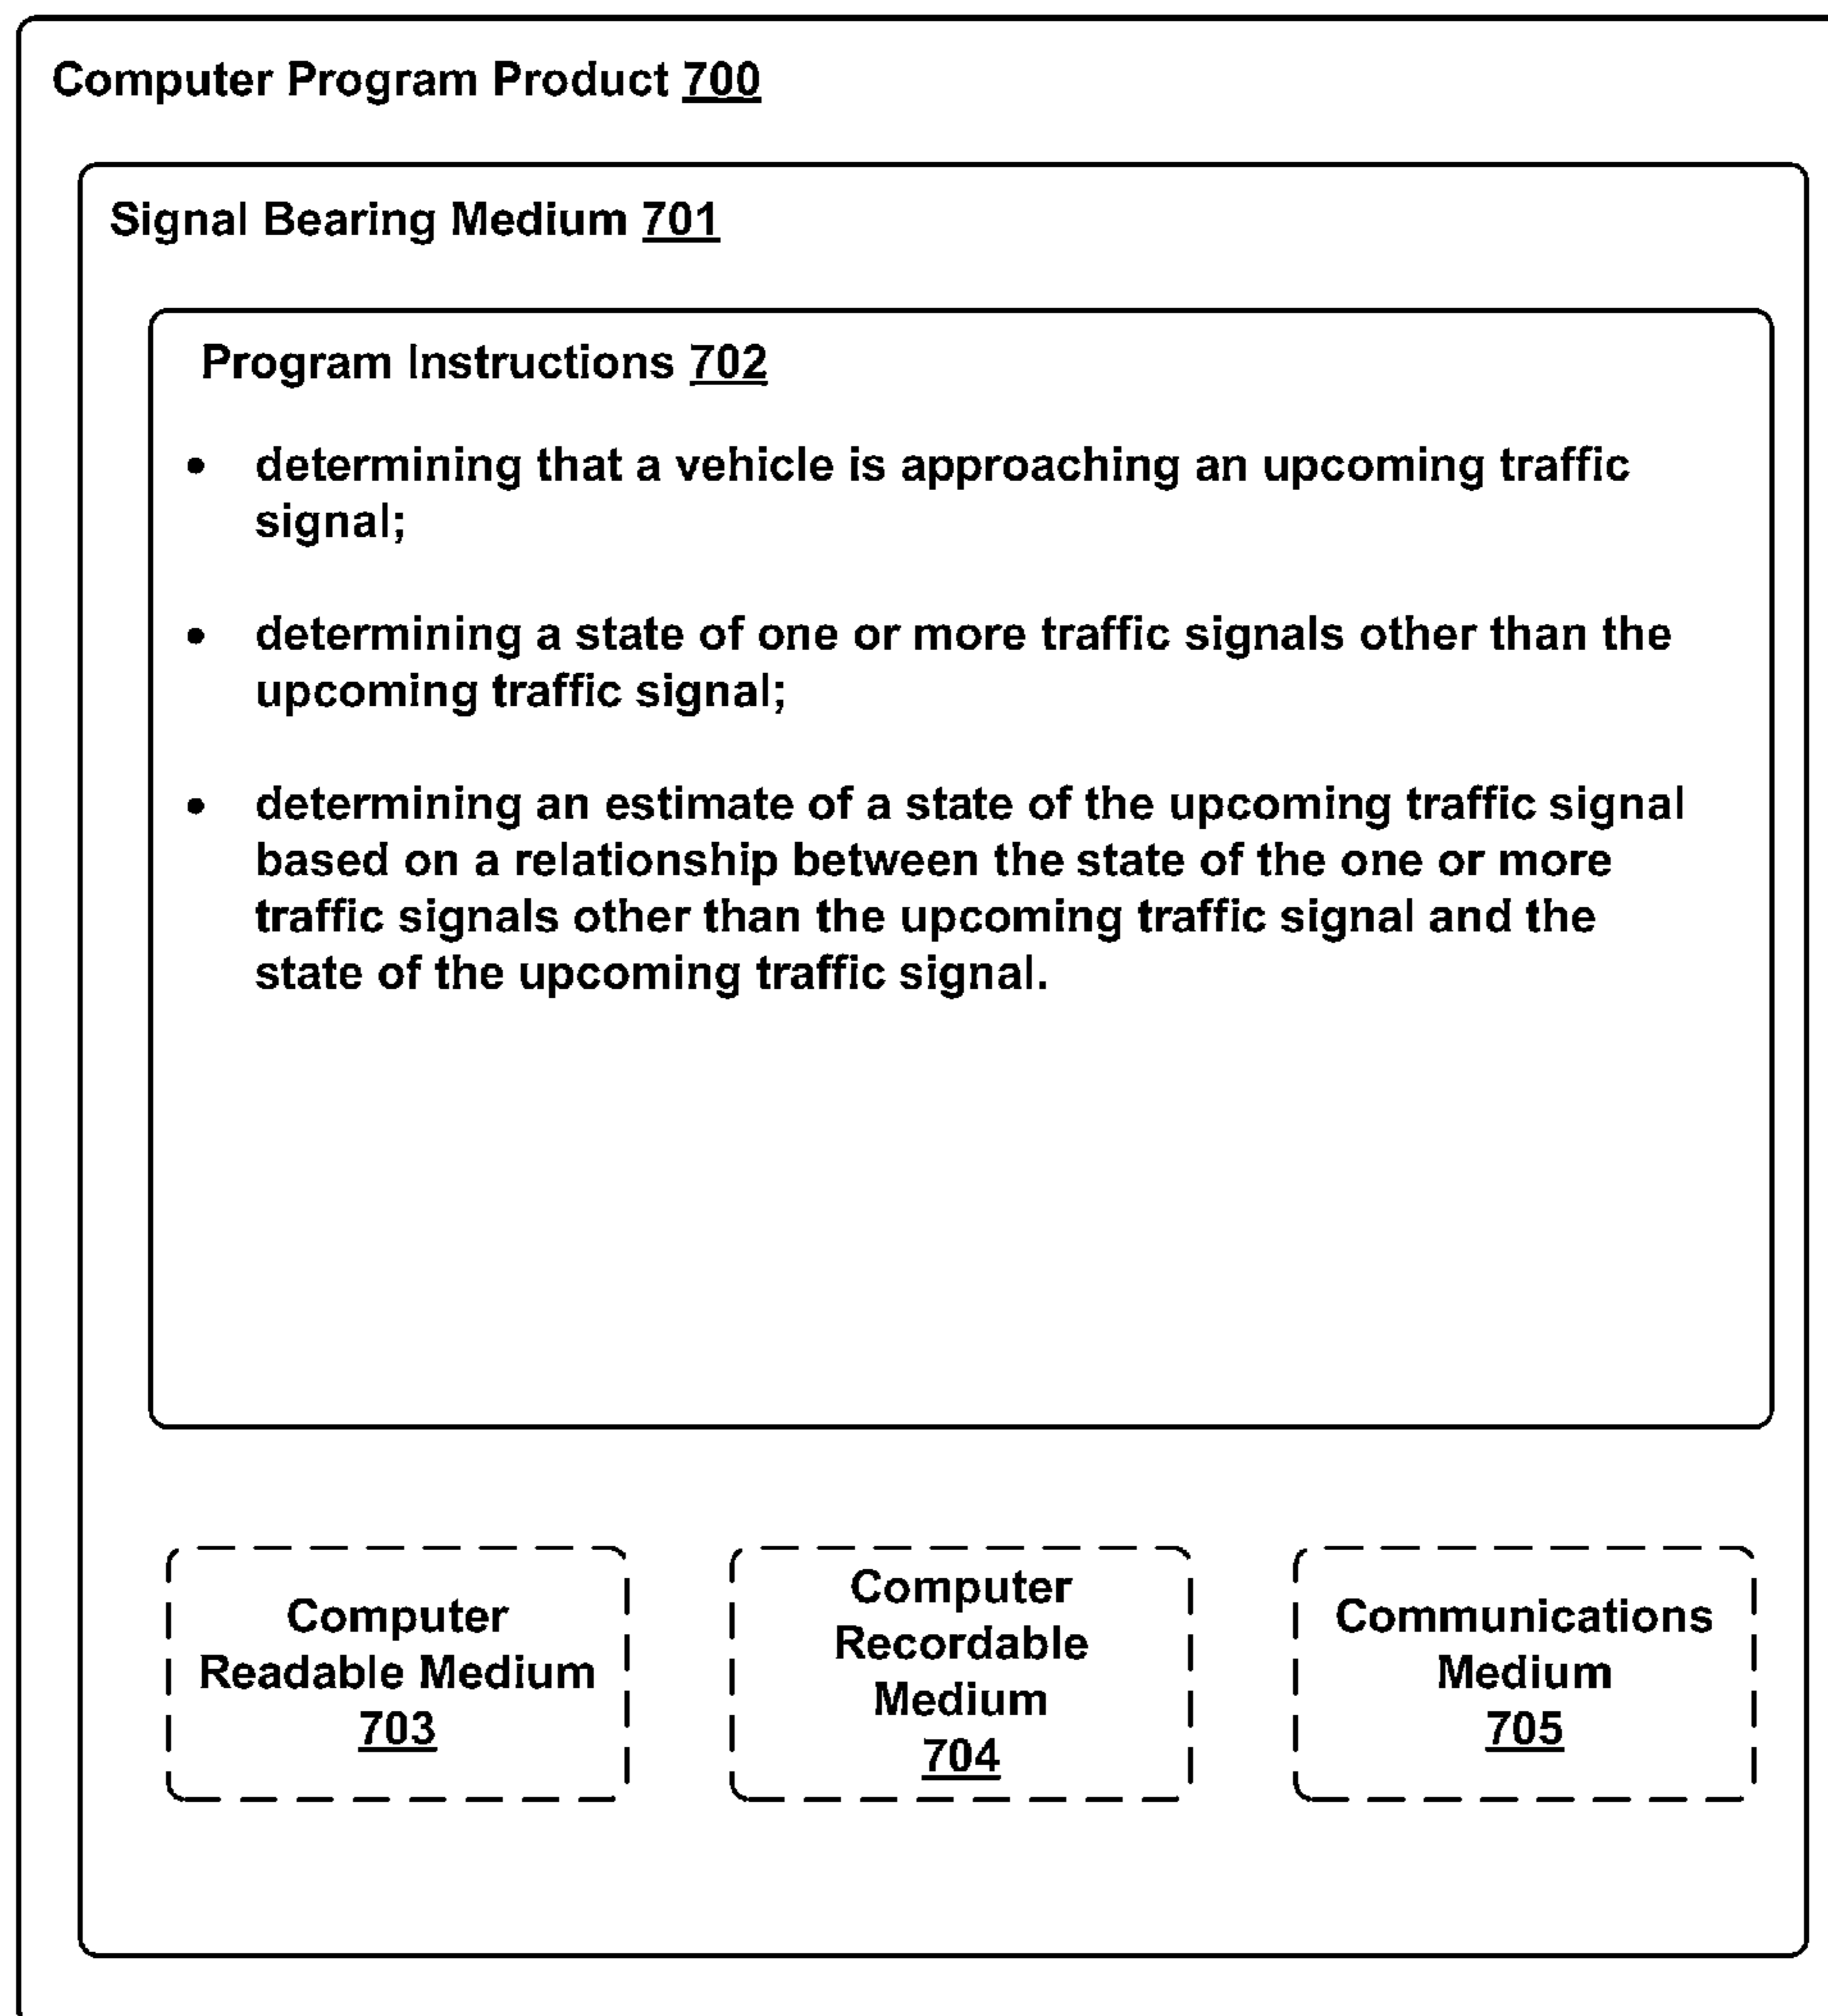 Computer Program Product 700
Signal Bearing Medium 701
Program Instructions 702
• determining that a vehicle is approaching an upcoming traffic
signal;
• determining a state of one or more traffic signals other than the
upcoming traffic signal;
• determining an estimate of a state of the upcoming traffic signal
based on a relationship between the state of the one or more
traffic signals other than the upcoming traffic signal and the
state of the upcoming traffic signal.
Computer
Readable Medium
703
Computer
Recordable
Medium
704
Communications
Medium
705